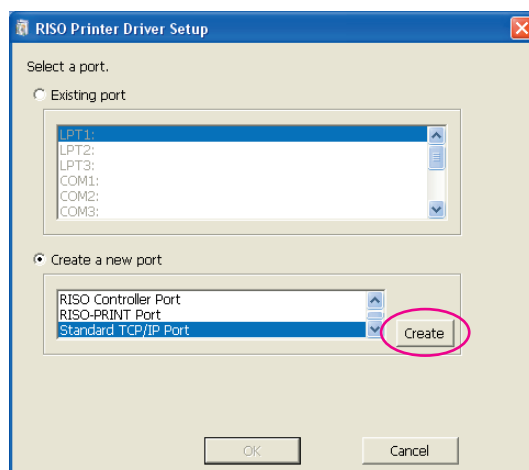 RISO Printer Driver Setup
Select a port.
Existing port
LPT1:
LPT2:
LPT3:
COM1:
COM2:
COM3:
Create a new port
RISO Controller Port
RISO-PRINT Port
Standard TCP/IP Port
Create
OK
Cancel